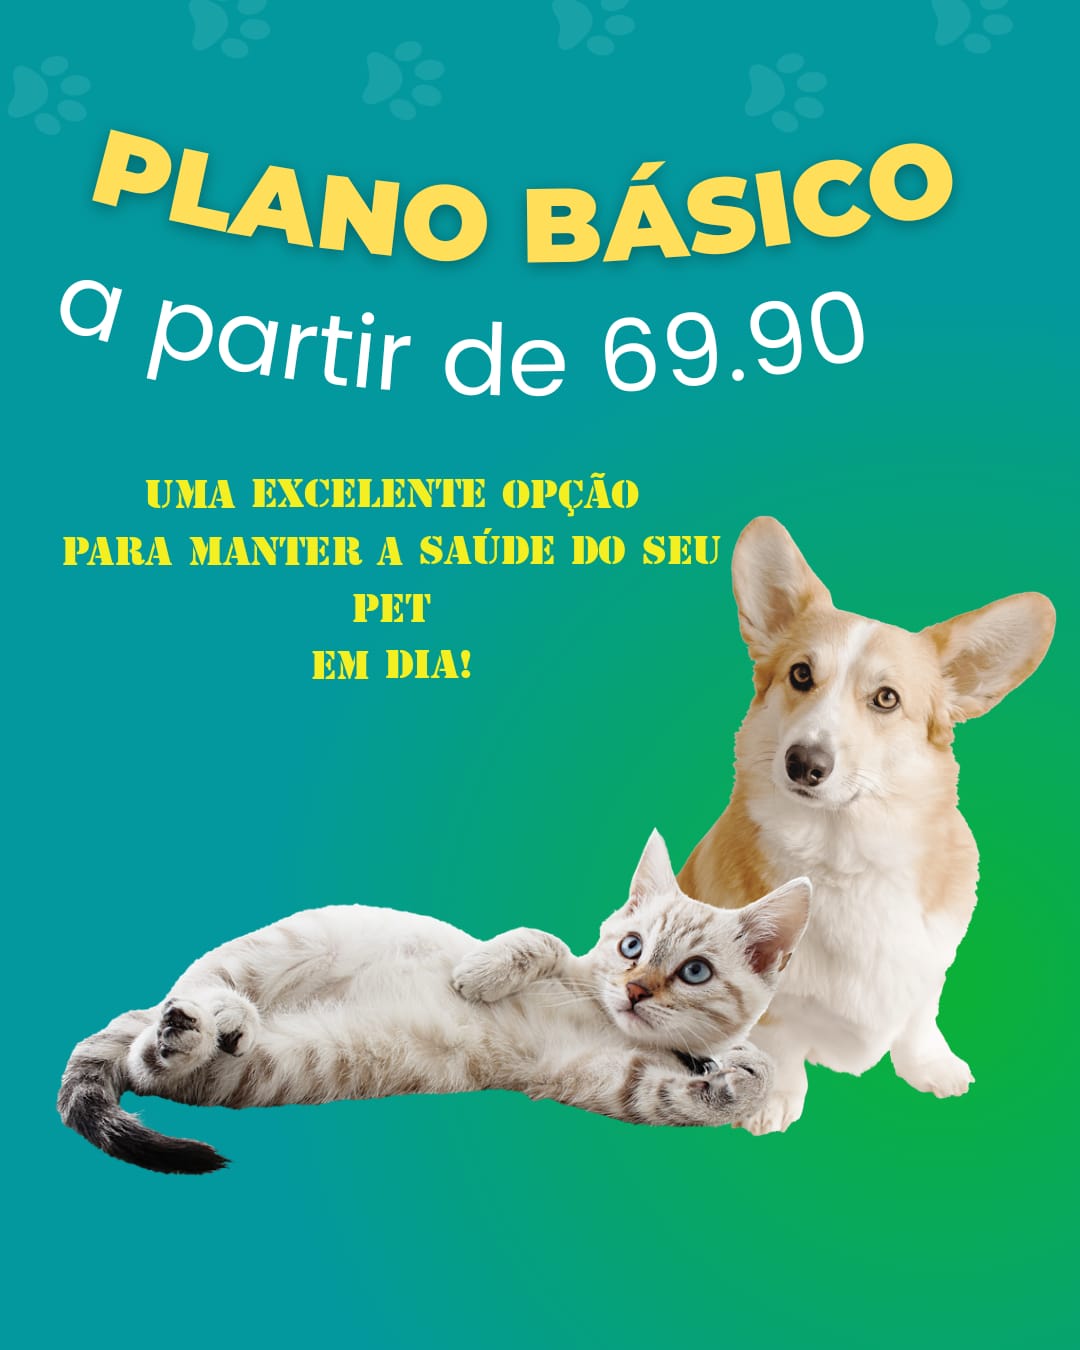 PLANO BÁSICO
a partir de 69.90
UMA EXCELENTE OPÇÃO
PARA MANTER A SAÚDE DO SEU
PET
EM DIA!